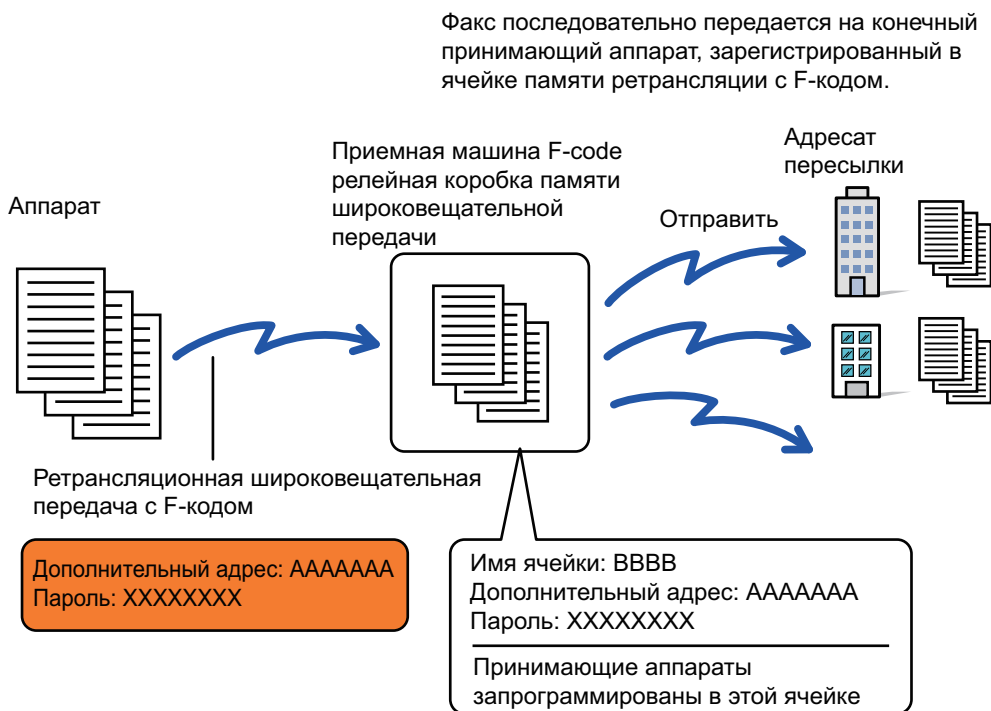 Факс последовательно передается на конечный
принимающий аппарат, зарегистрированный в
ячейке памяти ретрансляции с F-кодом.
Адресат
пересылки
Приемная машина F-code
релейная коробка памяти
широковещательной
передачи
Аппарат
Отправить
Ретрансляционная широковещательная
передача с F-кодом
Дополнительный адрес: AAAAAAA
Пароль: XXXXXXXX
Имя ячейки: BBBB
Дополнительный адрес: AAAAAAA
Пароль: XXXXXXXX
Принимающие аппараты
запрограммированы в этой ячейке